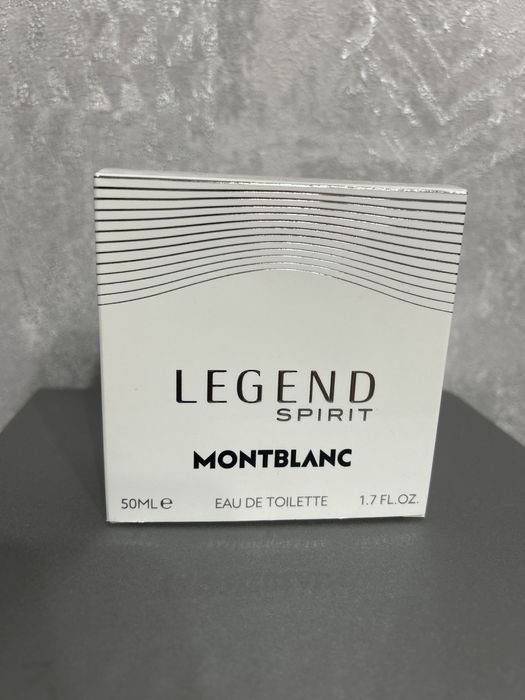 LEGEND
SPIRIT
MONTBLANC
50ML ℮ EAU DE TOILETTE 1.7 FL.OZ.